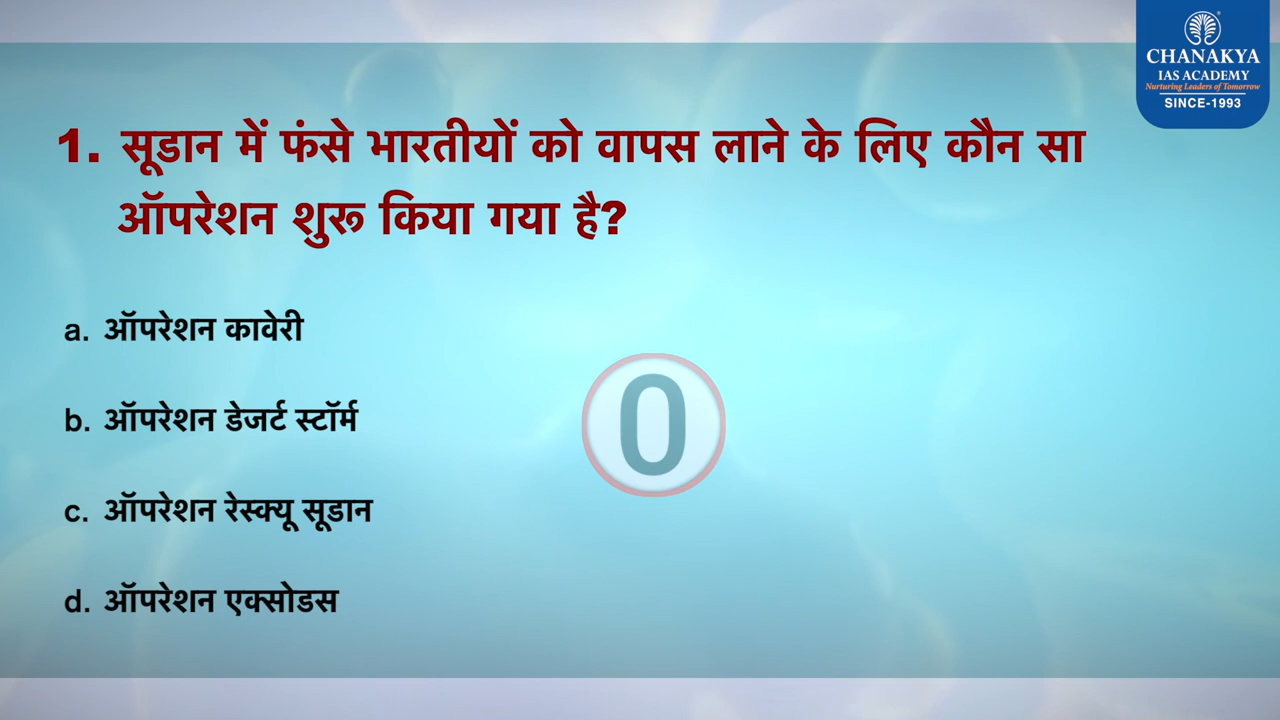 CHANAKYA
IAS ACADEMY
Nurturing Leaders of Tomorrow
SINCE-1993
1. सूडान में फंसे भारतीयों को वापस लाने के लिए कौन सा
ऑपरेशन शुरू किया गया है?
a. ऑपरेशन कावेरी
b. ऑपरेशन डेजर्ट स्टॉर्म
c. ऑपरेशन रेस्क्यू सूडान
d. ऑपरेशन एक्सोडस
0